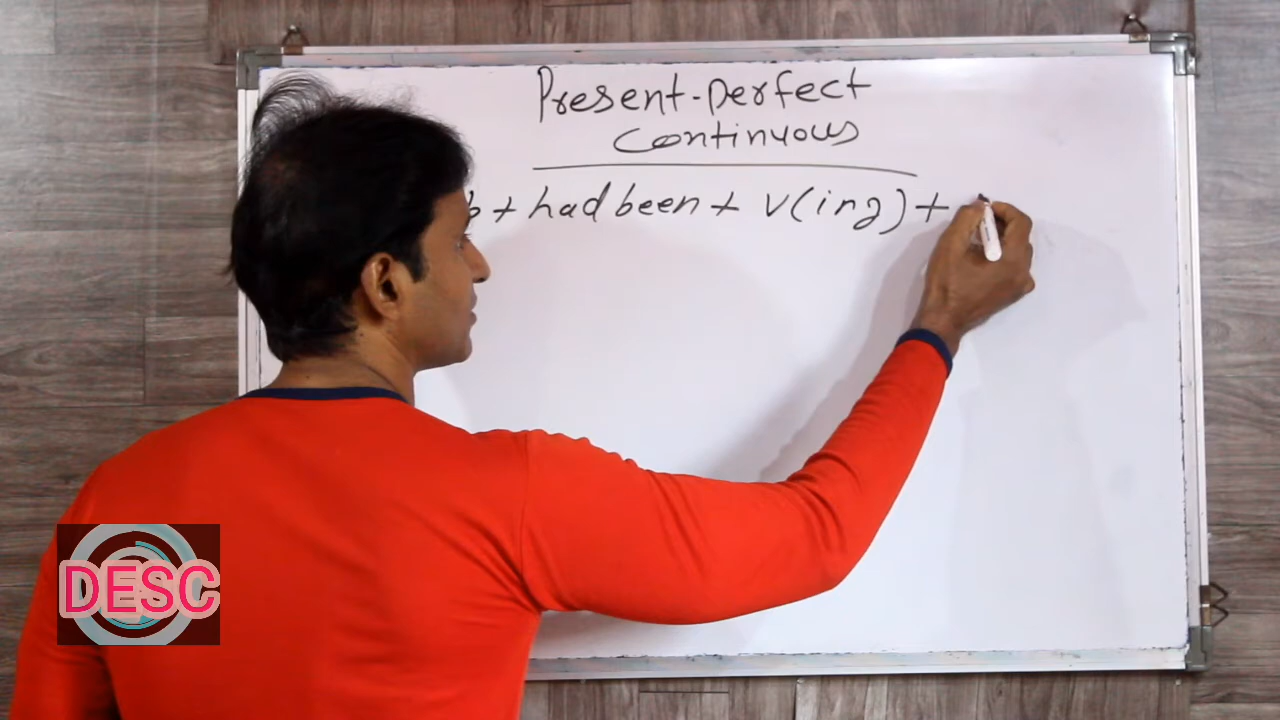 Present-perfect
continuous
b + had been + v(ing) +
DESC